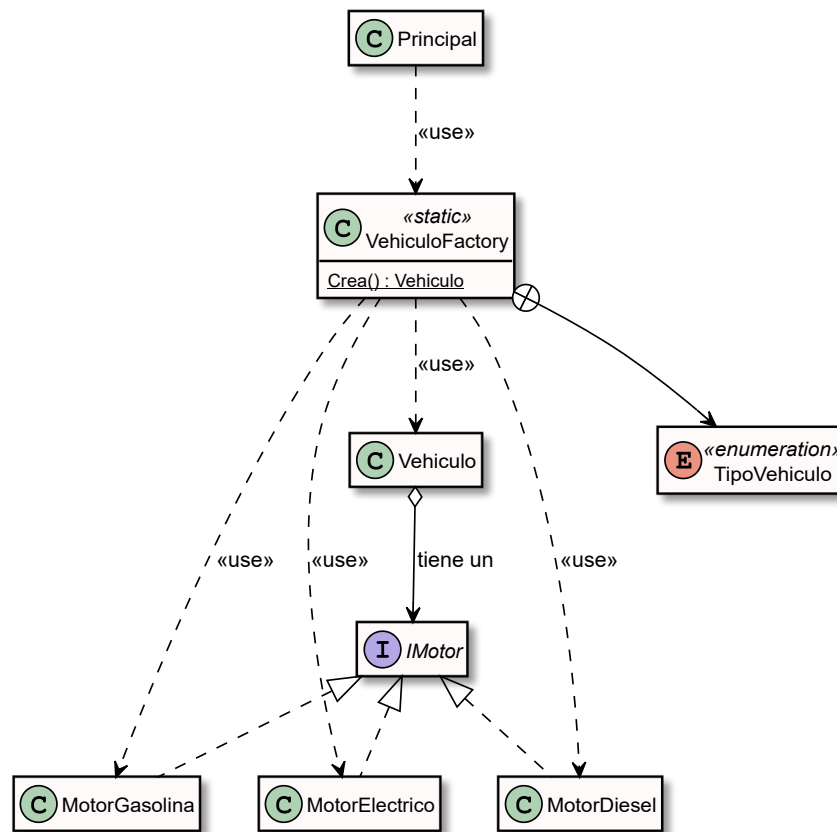 C Principal
«use»
«static»
C VehiculoFactory
Crea() : Vehiculo
«use»
C Vehiculo
«enumeration»
E TipoVehiculo
«use»
«use»
tiene un
«use»
I IMotor
C MotorGasolina
C MotorElectrico
C MotorDiesel